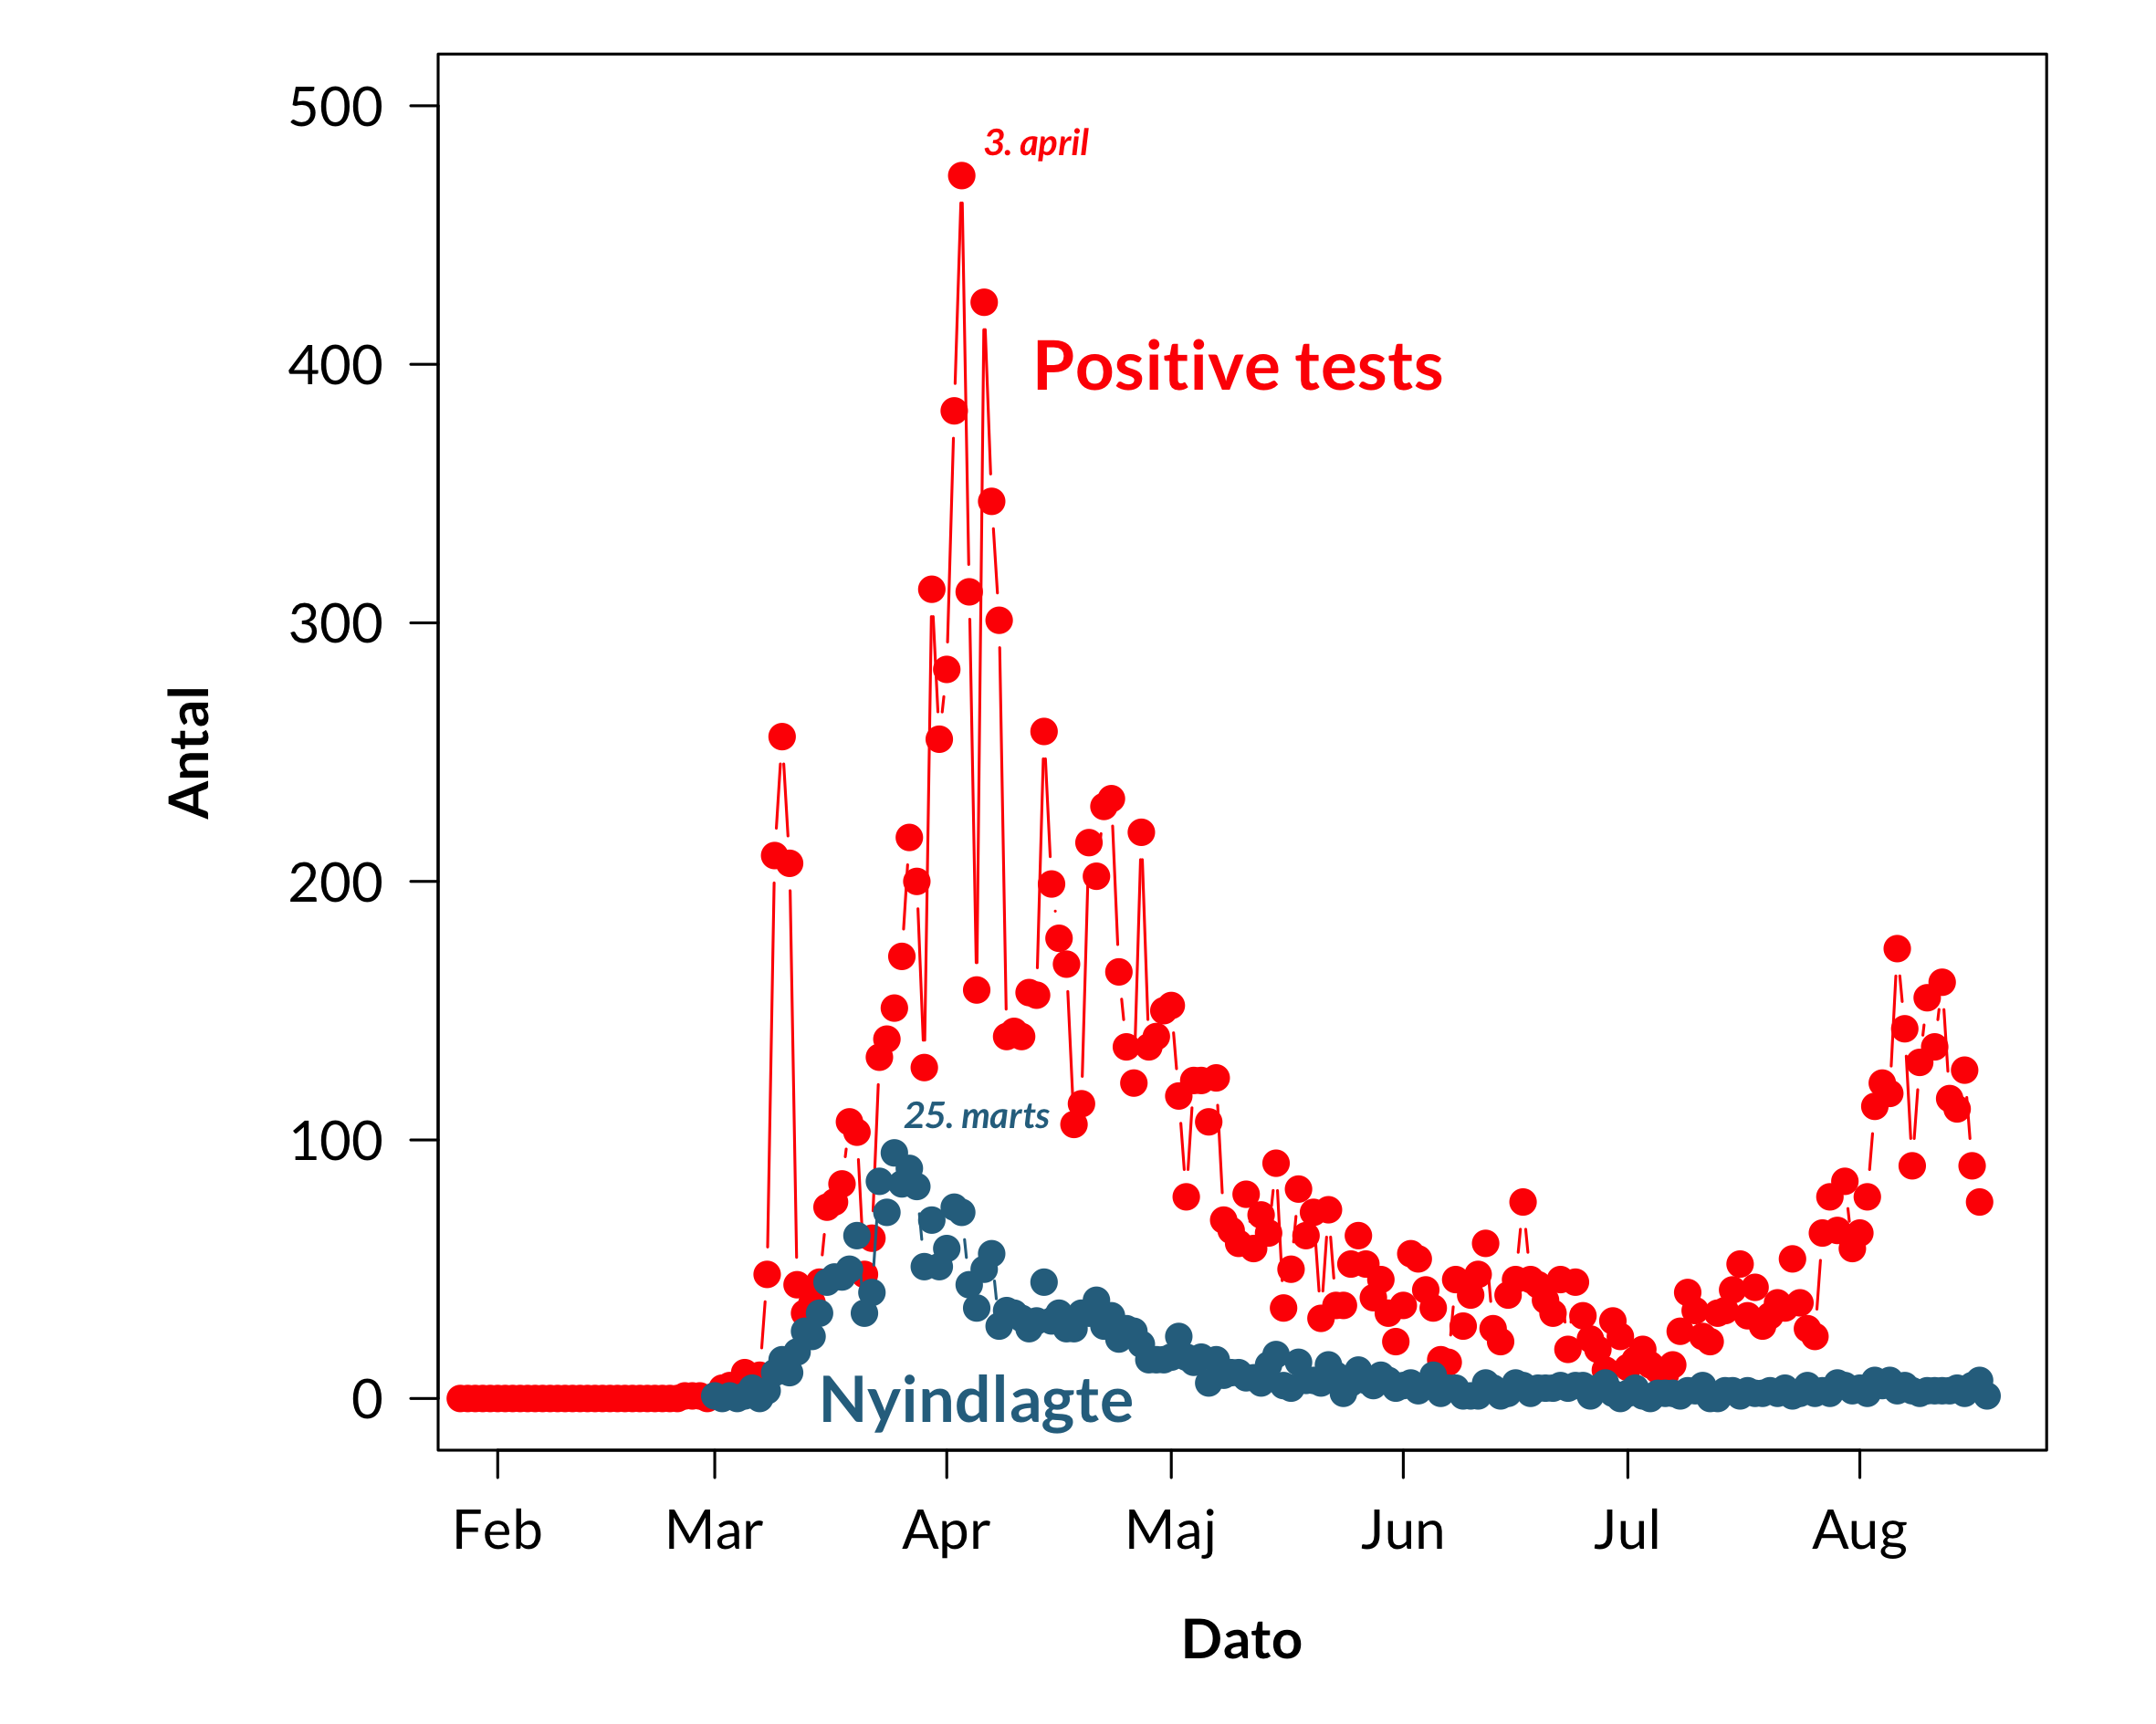 500
3. april
400
Positive tests
300
Antal
200
25. marts
100
0
Nyindlagte
Feb Mar Apr Maj Jun Jul Aug
Dato